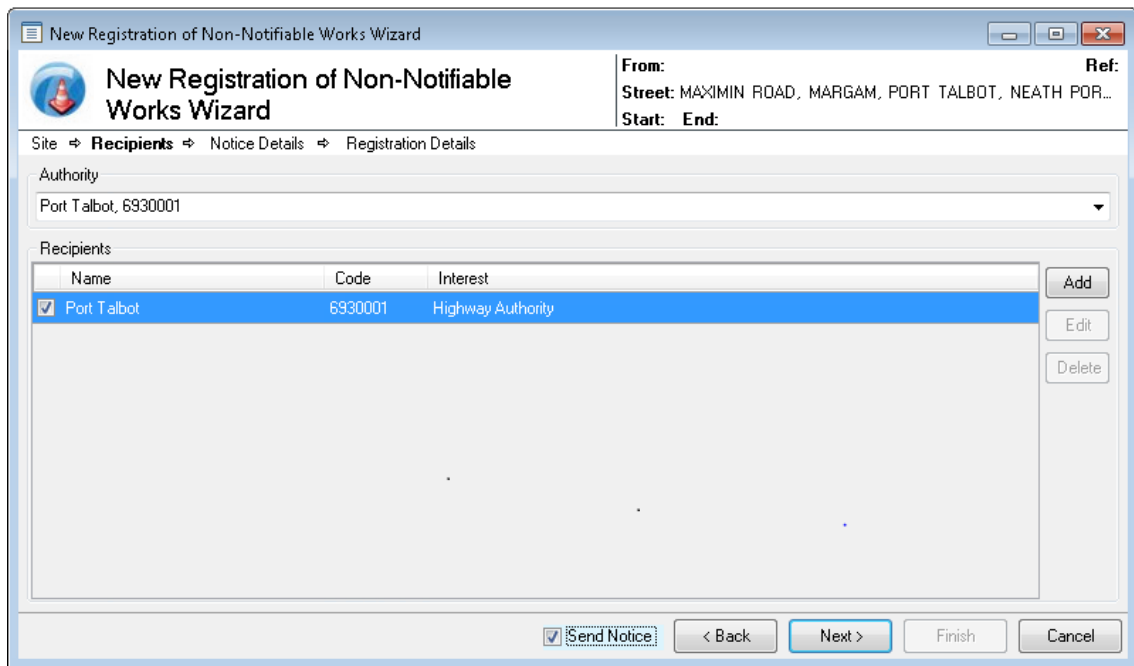 New Registration of Non-Notifiable Works Wizard
New Registration of Non-Notifiable
Works Wizard
From: Ref:
Street: MAXIMIN ROAD, MARGAM, PORT TALBOT, NEATH POR...
Start: End:
Site ⇨ Recipients ⇨ Notice Details ⇨ Registration Details
Authority
Port Talbot, 6930001
Recipients
Name Code Interest
Port Talbot 6930001 Highway Authority
Add
Edit
Delete
Send Notice < Back Next > Finish Cancel